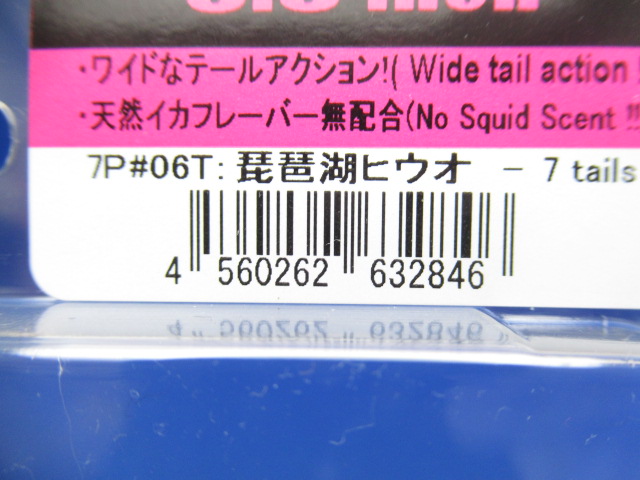 ・ワイドなテールアクション!( Wide tail action
・天然イカフレーバー無配合(No Squid Scent
7P#06T: 琵琶湖ヒウオ - 7 tails
4 560262 632846